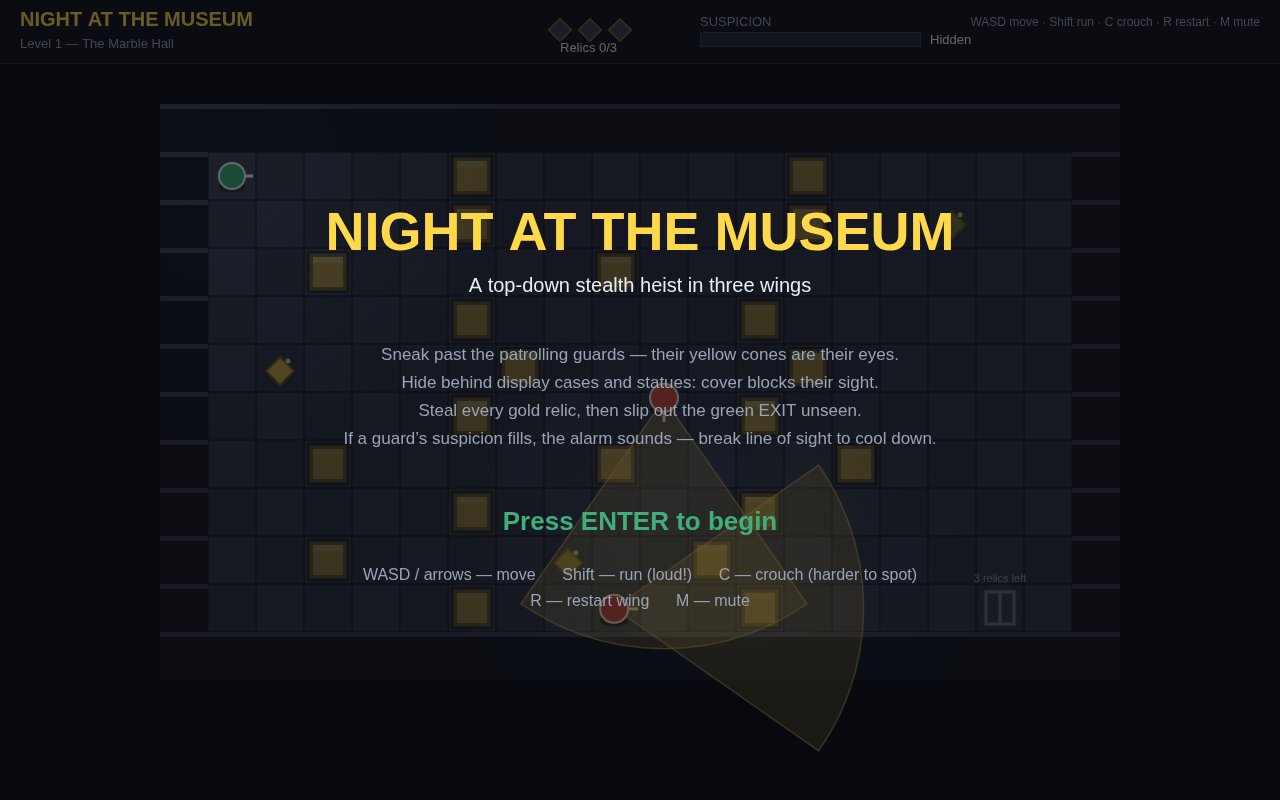 NIGHT AT THE MUSEUM
Level 1 — The Marble Hall
Relics 0/3
SUSPICION
Hidden
WASD move · Shift run · C crouch · R restart · M mute
NIGHT AT THE MUSEUM
A top-down stealth heist in three wings
Sneak past the patrolling guards — their yellow cones are their eyes.
Hide behind display cases and statues: cover blocks their sight.
Steal every gold relic, then slip out the green EXIT unseen.
If a guard’s suspicion fills, the alarm sounds — break line of sight to cool down.
Press ENTER to begin
WASD / arrows — move Shift — run (loud!) C — crouch (harder to spot)
3 relics left
R — restart wing M — mute